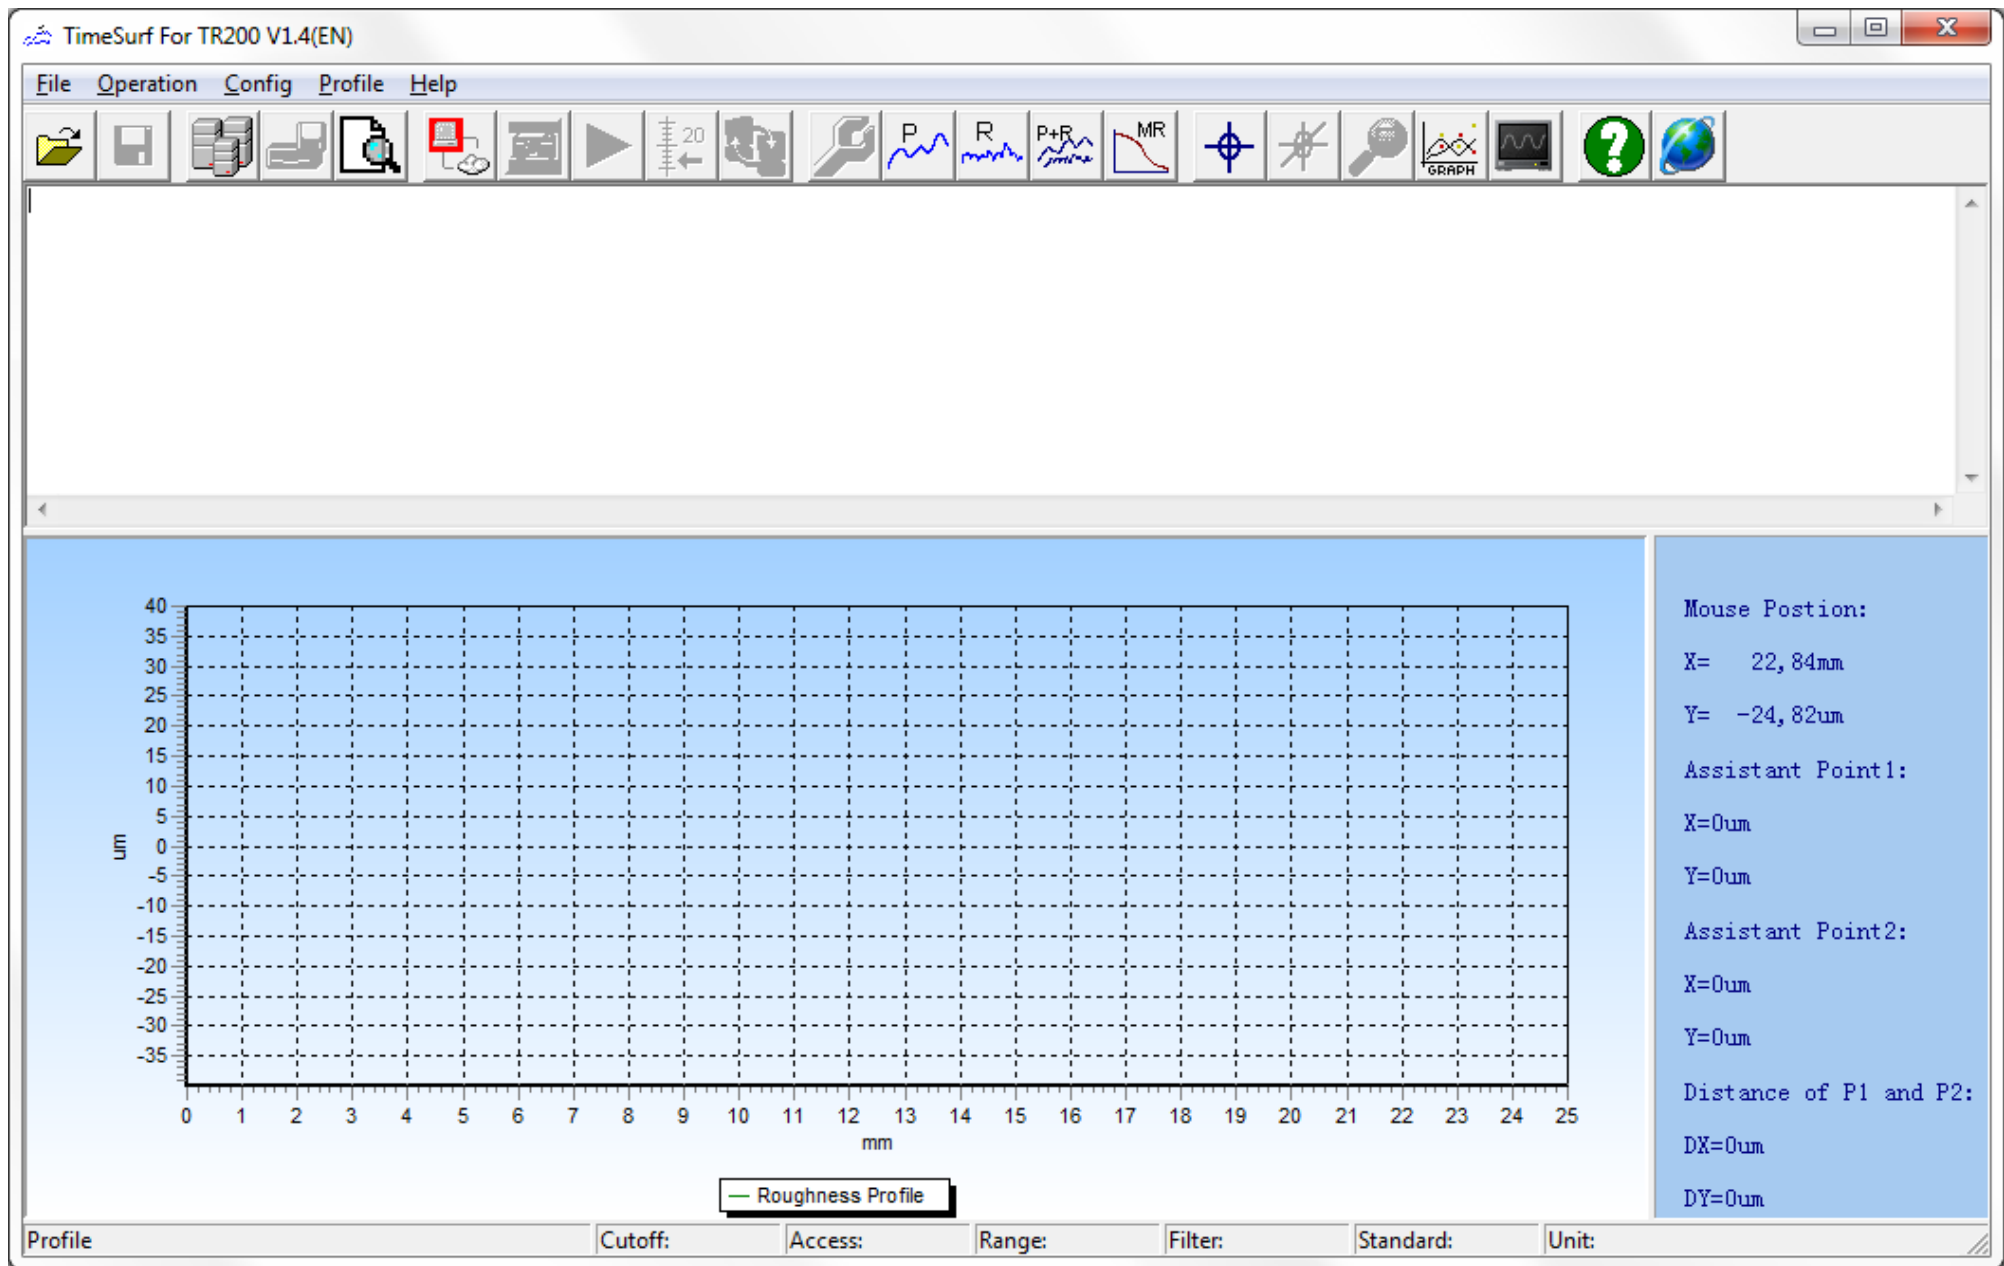 TimeSurf For TR200 V1.4(EN)
File Operation Config Profile Help
20 P R P+R MR GRAPH ?
40
35
30
25
20
15
10
5
0
-5
-10
-15
-20
-25
-30
-35
um
0 1 2 3 4 5 6 7 8 9 10 11 12 13 14 15 16 17 18 19 20 21 22 23 24 25
mm
Roughness Profile
Mouse Postion:
X= 22,84mm
Y= -24,82um
Assistant Point1:
X=0um
Y=0um
Assistant Point2:
X=0um
Y=0um
Distance of P1 and P2:
DX=0um
DY=0um
Profile Cutoff: Access: Range: Filter: Standard: Unit: